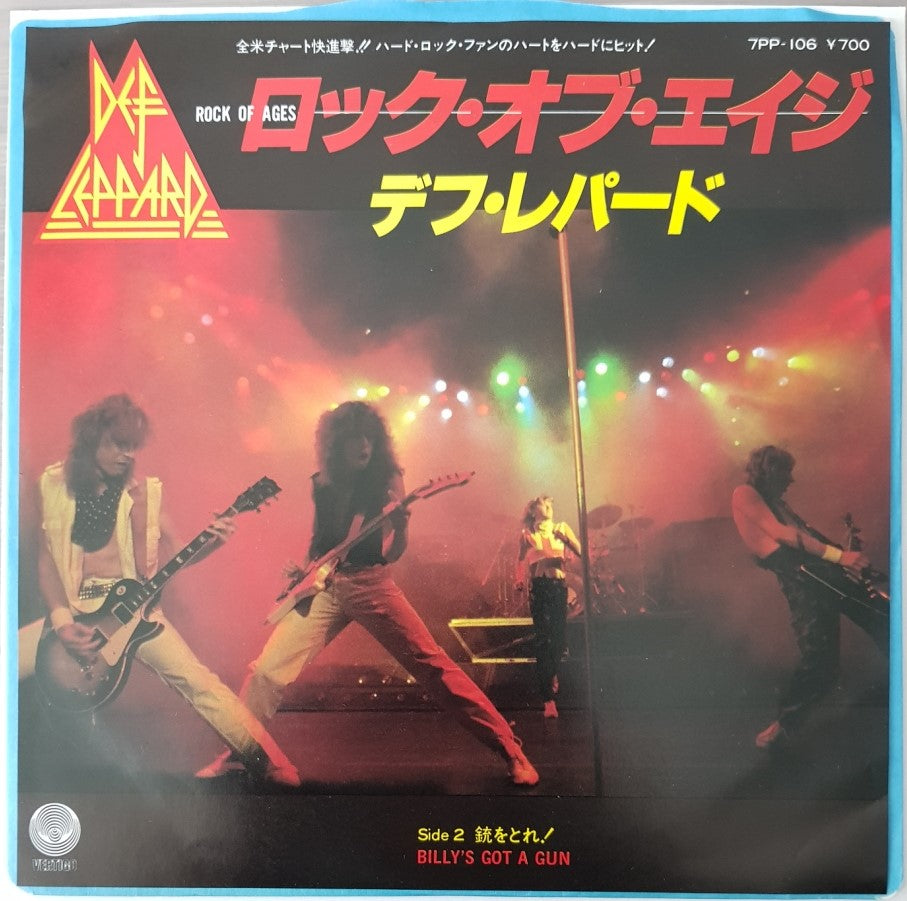 全米チャート快進撃!! ハード・ロック・ファンのハートをハードにヒット!
7PP-106 ¥700
DEF
LEPPARD
ROCK OF AGES
ロック・オブ・エイジ
デフ・レパード
Side 2 銃をとれ!
BILLY'S GOT A GUN
VERTIGO